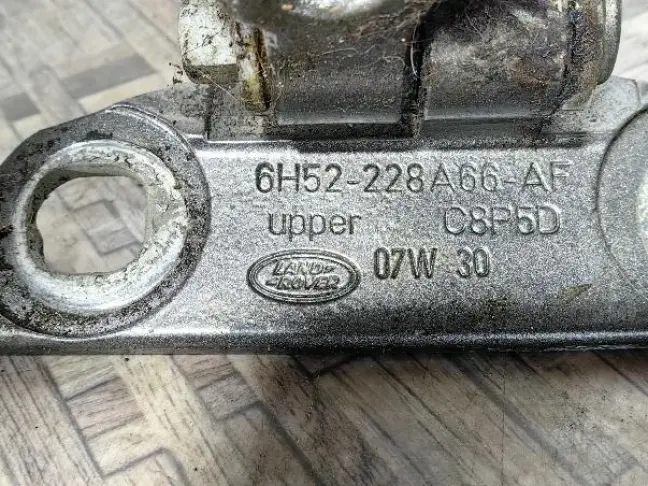 6H52-228A66-AF
upper C8P5D
LAND-
-ROVER 07W 30